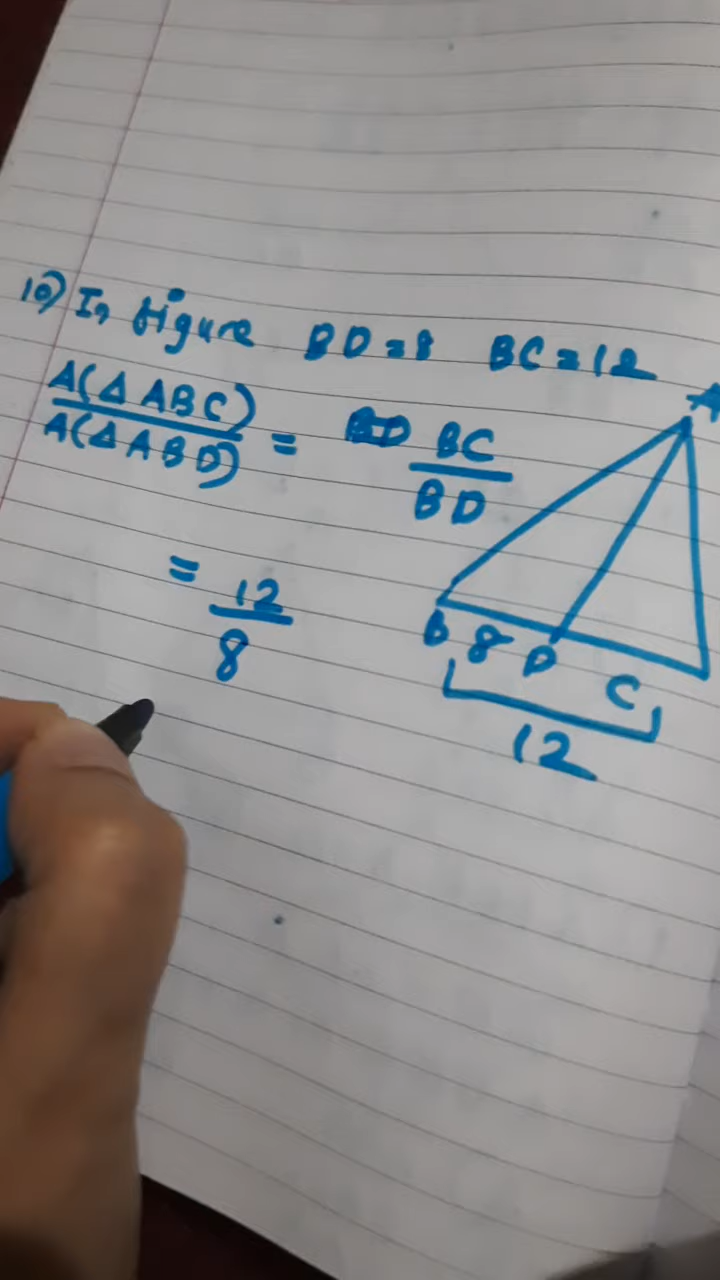 10) In figure BD = 8 BC = 12
A(Δ ABC) / A(Δ ABD) = BC / BD
= 12 / 8
A
B 8 D C
12